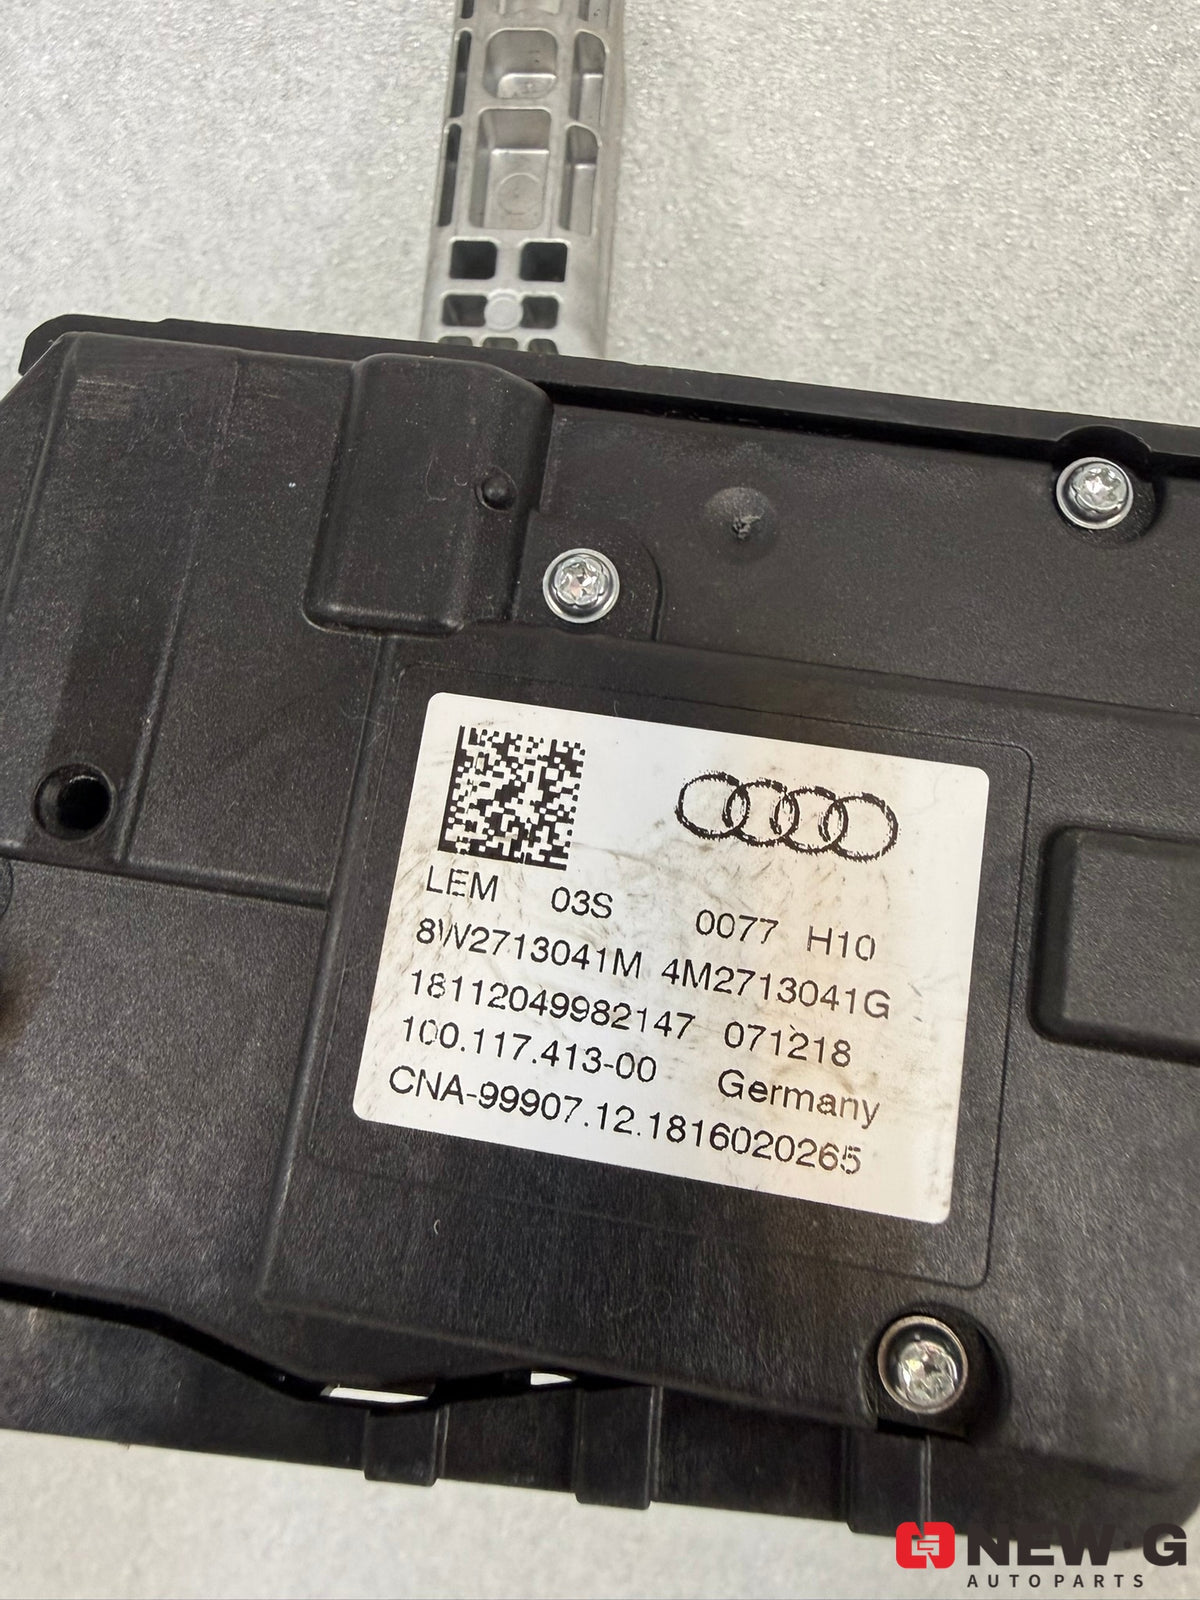 LEM 03S 0077 H10
8W2713041M 4M2713041G
18112049982147 071218
100.117.413-00 Germany
CNA-99907.12.1816020265
NEW·G
AUTOPARTS